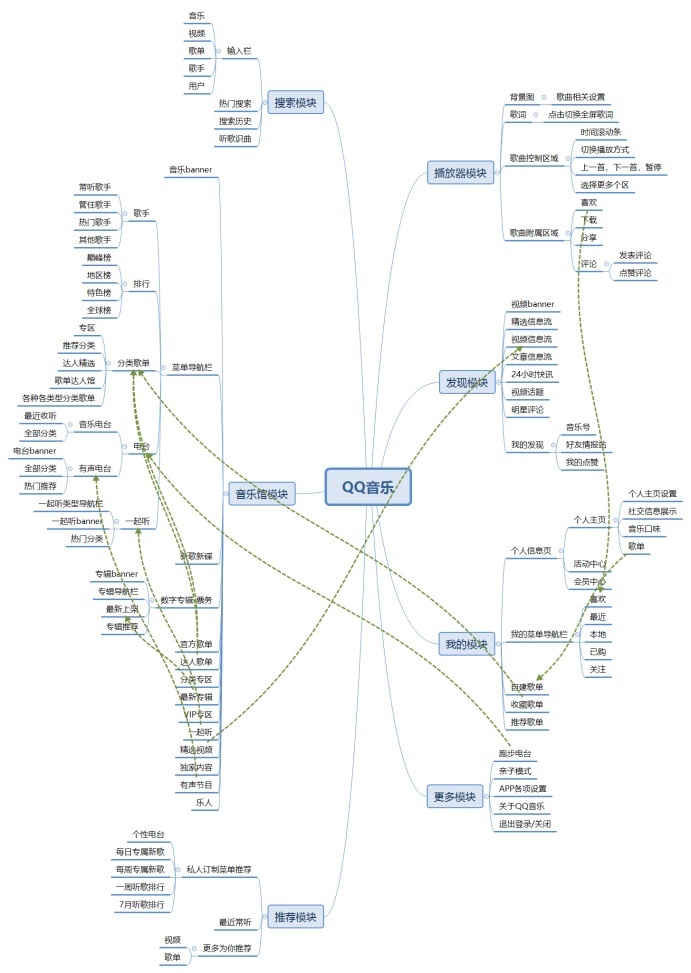 音乐
视频
歌单
歌手
用户
输入栏
热门搜索
搜索历史
听歌识曲
搜索模块
音乐banner
常听歌手
管住歌手
热门歌手
其他歌手
歌手
巅峰榜
地区榜
特色榜
全球榜
排行
专区
推荐分类
达人精选
歌单达人馆
各种各类型分类歌单
分类歌单
菜单导航栏
最近收听
全部分类
音乐电台
电台
电台banner
全部分类
热门推荐
有声电台
一起听类型导航栏
一起听banner
热门分类
一起听
音乐馆模块
新歌新碟
专辑banner
专辑导航栏
最新上架
专辑推荐
数字专辑·票务
官方歌单
达人歌单
分类专区
最新专辑
VIP专区
一起听
精选视频
独家内容
有声节目
乐人
个性电台
每日专属新歌
每周专属新歌
一周听歌排行
7月听歌排行
私人订制菜单推荐
最近常听
视频
歌单
更多为你推荐
推荐模块
QQ音乐
播放器模块
背景图
歌曲相关设置
歌词
点击切换全屏歌词
歌曲控制区域
时间滚动条
切换播放方式
上一首，下一首，暂停
选择更多个区
歌曲附属区域
喜欢
下载
分享
评论
发表评论
点赞评论
发现模块
视频banner
精选信息流
视频信息流
文章信息流
24小时快讯
视频话题
明星评论
我的发现
音乐号
好友情报站
我的点赞
我的模块
个人信息页
个人主页
个人主页设置
社交信息展示
音乐口味
歌单
活动中心
会员中心
我的菜单导航栏
喜欢
最近
本地
已购
关注
自建歌单
收藏歌单
推荐歌单
更多模块
跑步电台
亲子模式
APP各项设置
关于QQ音乐
退出登录/关闭